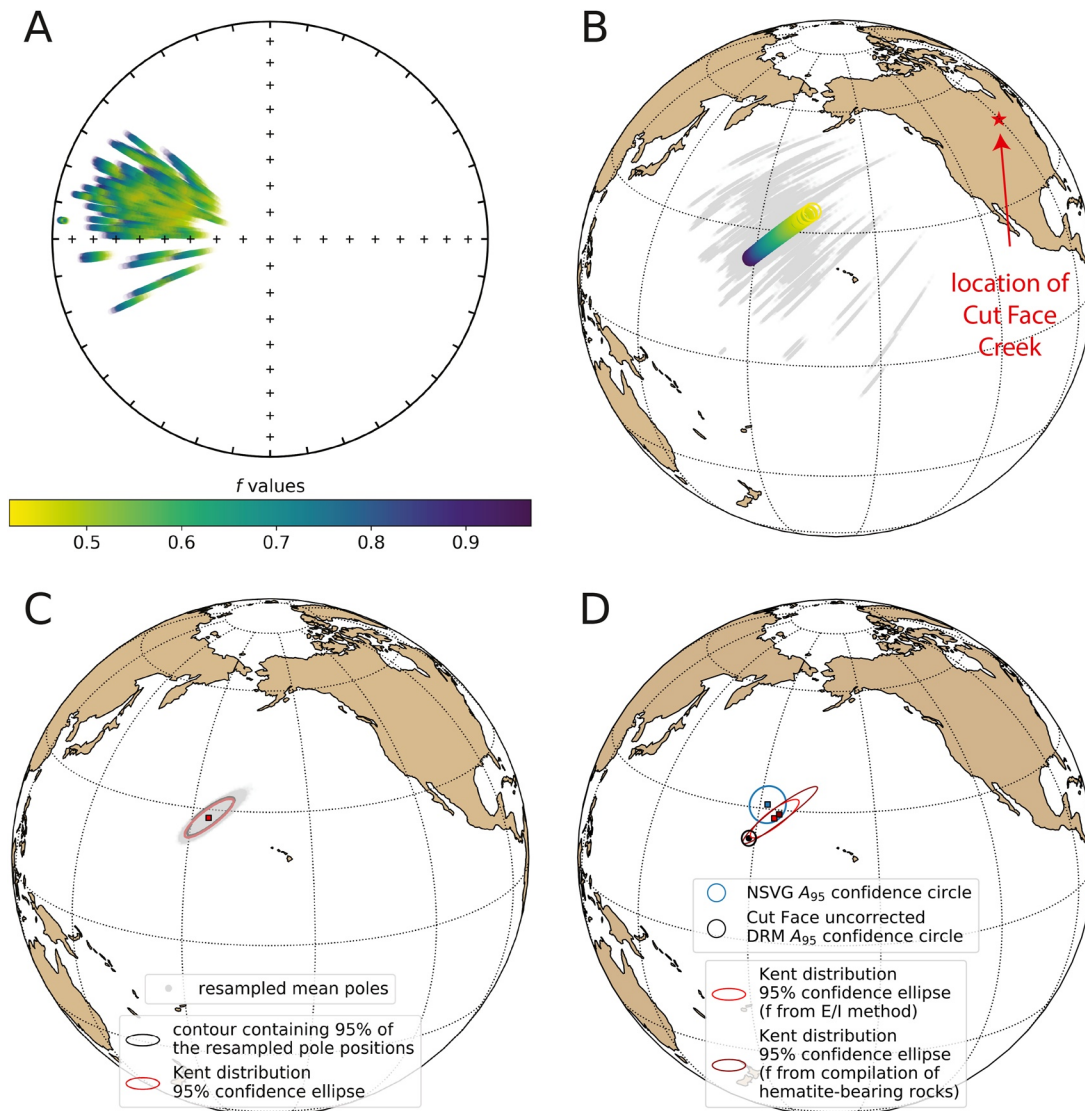 A
B
location of
Cut Face
Creek
f values
0.5 0.6 0.7 0.8 0.9
C
resampled mean poles
contour containing 95% of
the resampled pole positions
Kent distribution
95% confidence ellipse
D
NSVG A95 confidence circle
Cut Face uncorrected
DRM A95 confidence circle
Kent distribution
95% confidence ellipse
(f from E/I method)
Kent distribution
95% confidence ellipse
(f from compilation of
hematite-bearing rocks)